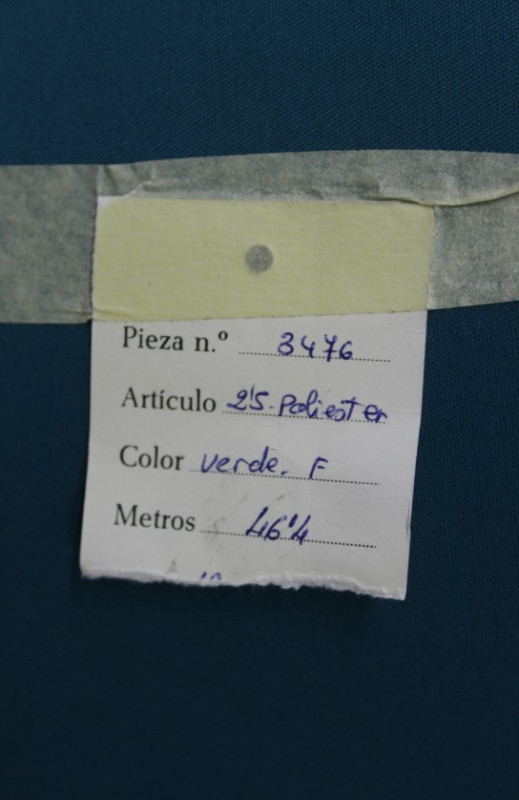 Pieza n.º 3476
Artículo 2'5. Poliester
Color verde. F
Metros 46'4